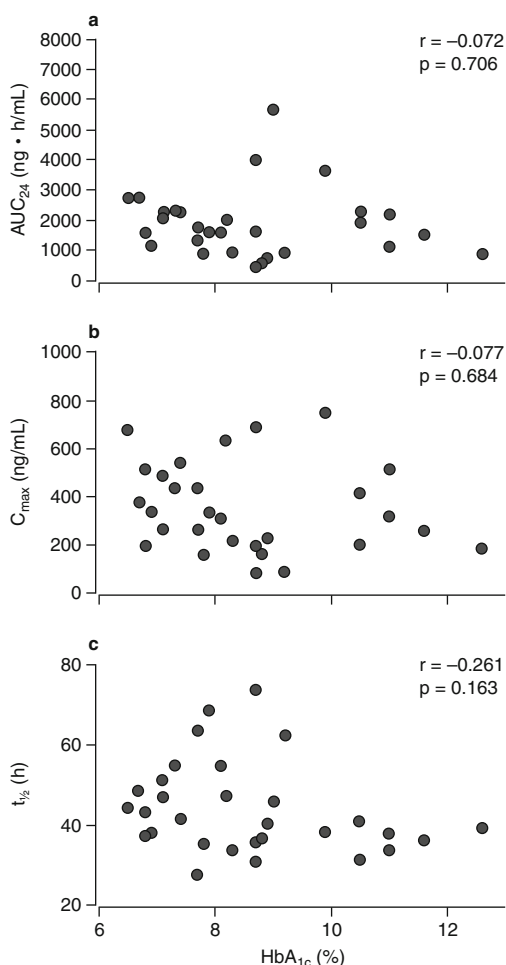 a
r = –0.072
p = 0.706
8000
7000
6000
5000
4000
3000
2000
1000
0
AUC24 (ng • h/mL)
b
r = –0.077
p = 0.684
1000
800
600
400
200
0
Cmax (ng/mL)
c
r = –0.261
p = 0.163
80
60
40
20
t½ (h)
6 8 10 12
HbA1c (%)